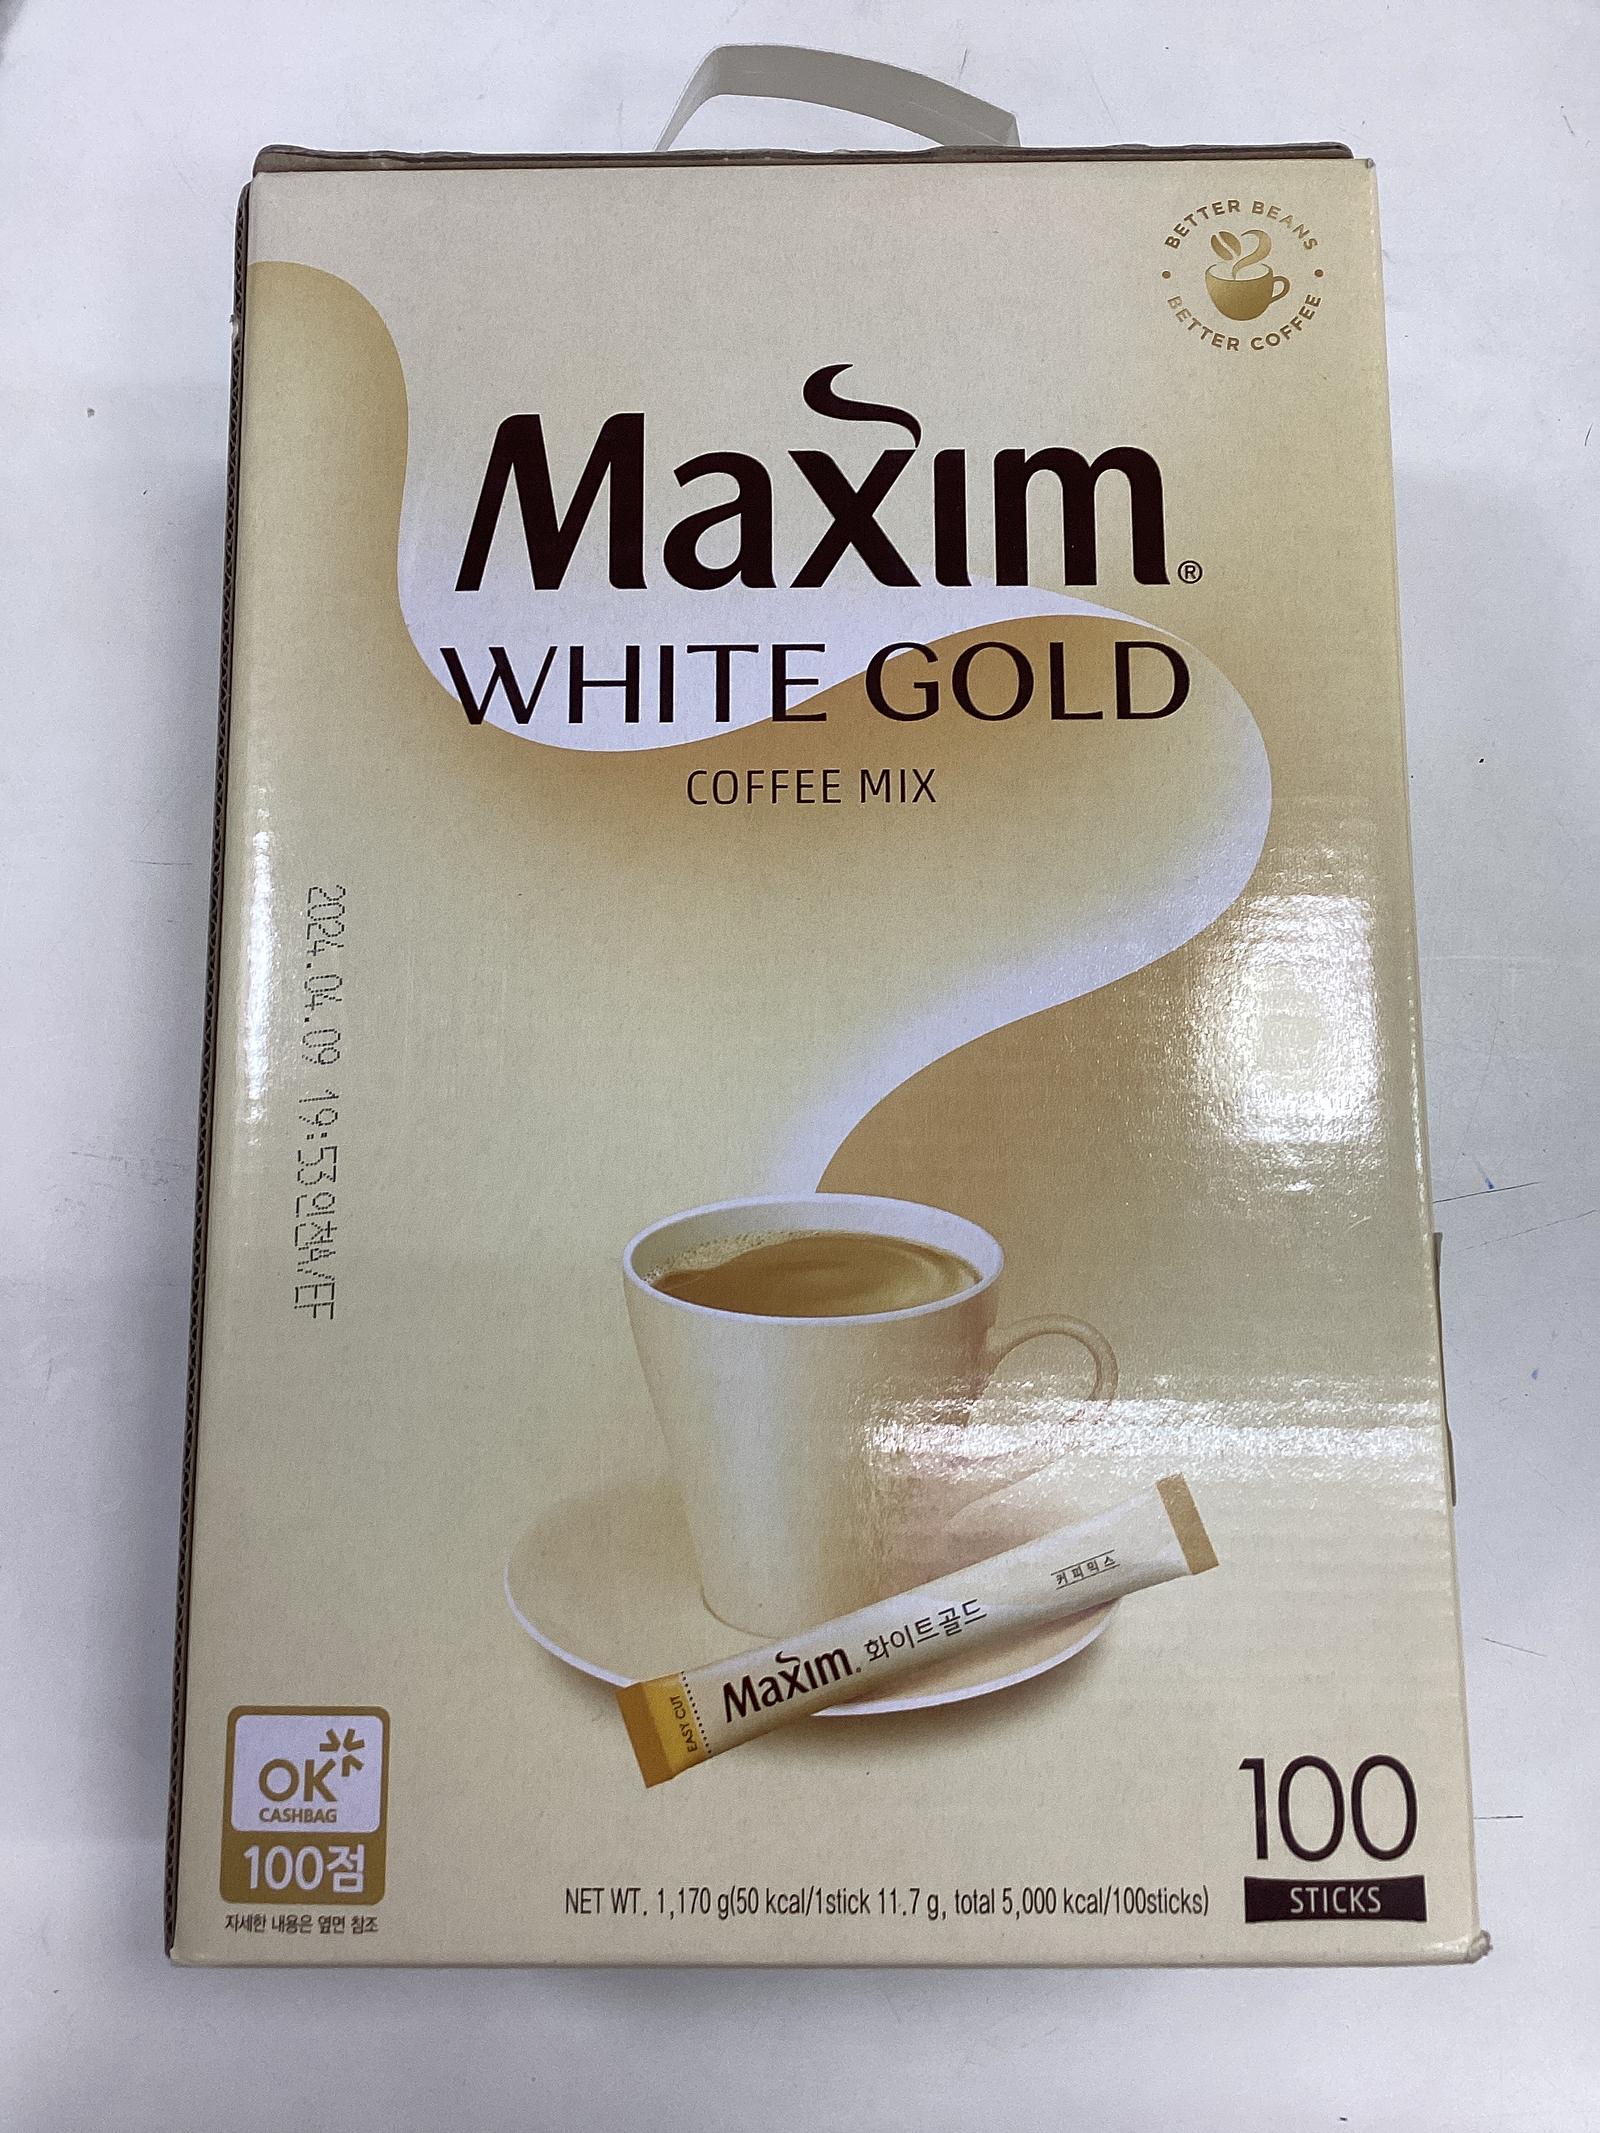 BETTER BEANS
BETTER COFFEE
Maxim®
WHITE GOLD
COFFEE MIX
2024.04.09 19:53인천A/EF
EASY CUT
Maxim. 화이트골드
커피믹스
OK
CASHBAG
100점
자세한 내용은 옆면 참조
NET WT. 1,170 g(50 kcal/1stick 11.7 g, total 5,000 kcal/100sticks)
100
STICKS